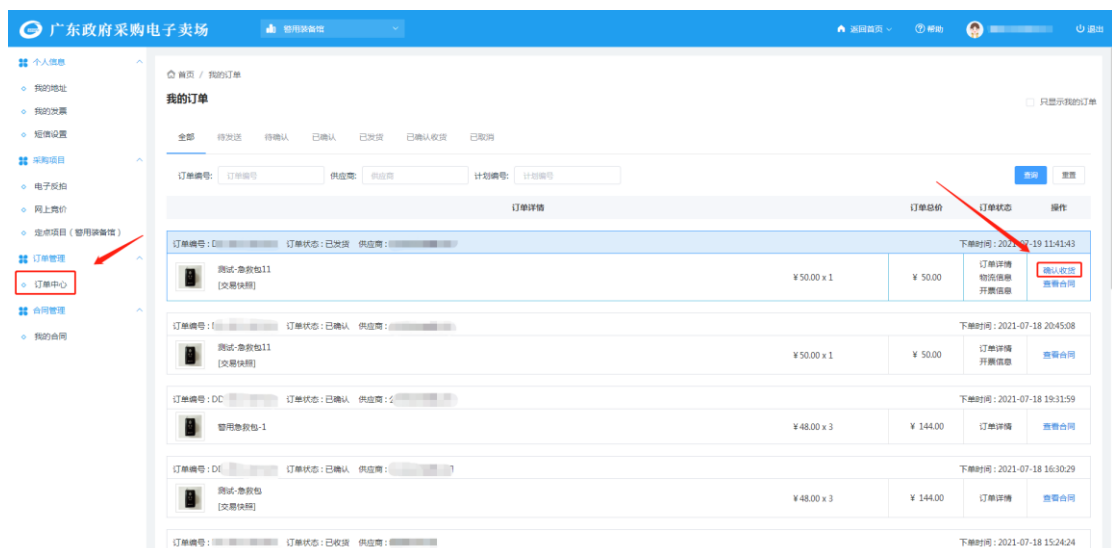 广东政府采购电子卖场
警用装备馆
返回首页
帮助
退出
个人信息
我的地址
我的发票
短信设置
采购项目
电子反拍
网上竞价
定点项目（警用装备馆）
订单管理
订单中心
合同管理
我的合同
首页 / 我的订单
我的订单
只显示我的订单
全部 待发送 待确认 已确认 已发货 已确认收货 已取消
订单编号: 订单编号 供应商: 供应商 计划编号: 计划编号 查询 重置
订单详情 订单总价 订单状态 操作
订单编号 : 订单状态 : 已发货 供应商 : 下单时间 : 2021-07-19 11:41:43
测试-急救包11
[交易快照]
¥ 50.00 x 1
¥ 50.00
订单详情
物流信息
开票信息
确认收货
查看合同
订单编号 : 订单状态 : 已确认 供应商 : 下单时间 : 2021-07-18 20:45:08
测试-急救包11
[交易快照]
¥ 50.00 x 1
¥ 50.00
订单详情
开票信息
查看合同
订单编号 : DD 订单状态 : 已确认 供应商 : 下单时间 : 2021-07-18 19:31:59
警用急救包-1
¥ 48.00 x 3
¥ 144.00
订单详情
查看合同
订单编号 : 订单状态 : 已确认 供应商 : 下单时间 : 2021-07-18 16:30:29
测试-急救包
[交易快照]
¥ 48.00 x 3
¥ 144.00
订单详情
查看合同
订单编号 : 订单状态 : 已收货 供应商 : 下单时间 : 2021-07-18 15:24:24